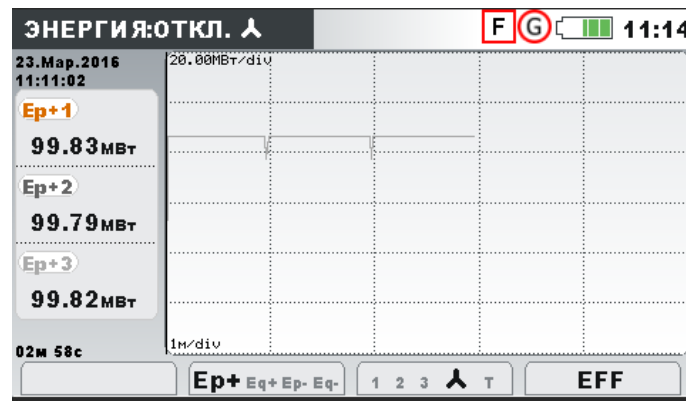 ЭНЕРГИЯ:ОТКЛ. F G 11:14
23.Мар.2016
11:11:02
20.00МВт/div
Ep+1
99.83мВт
Ep+2
99.79мВт
Ep+3
99.82мВт
02м 58с
1м/div
Ep+ Eq+ Ep- Eq-
1 2 3 T
EFF